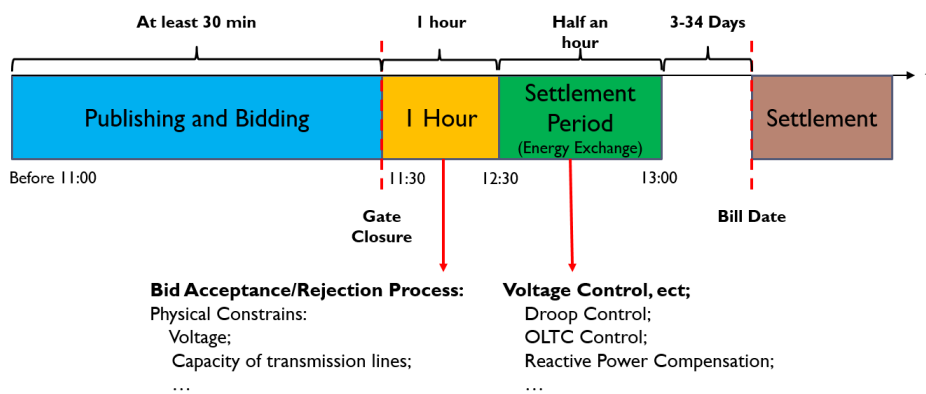 At least 30 min
1 hour
Half an
hour
3-34 Days
Publishing and Bidding
1 Hour
Settlement
Period
(Energy Exchange)
Settlement
Before 11:00
11:30
12:30
13:00
Gate
Closure
Bill Date
Bid Acceptance/Rejection Process:
Physical Constrains:
Voltage;
Capacity of transmission lines;
…
Voltage Control, ect;
Droop Control;
OLTC Control;
Reactive Power Compensation;
…